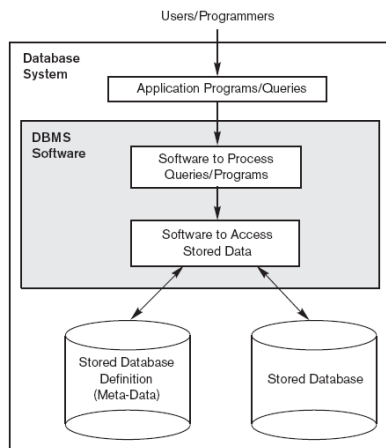 Users/Programmers
Database
System
Application Programs/Queries
DBMS
Software
Software to Process
Queries/Programs
Software to Access
Stored Data
Stored Database
Definition
(Meta-Data)
Stored Database